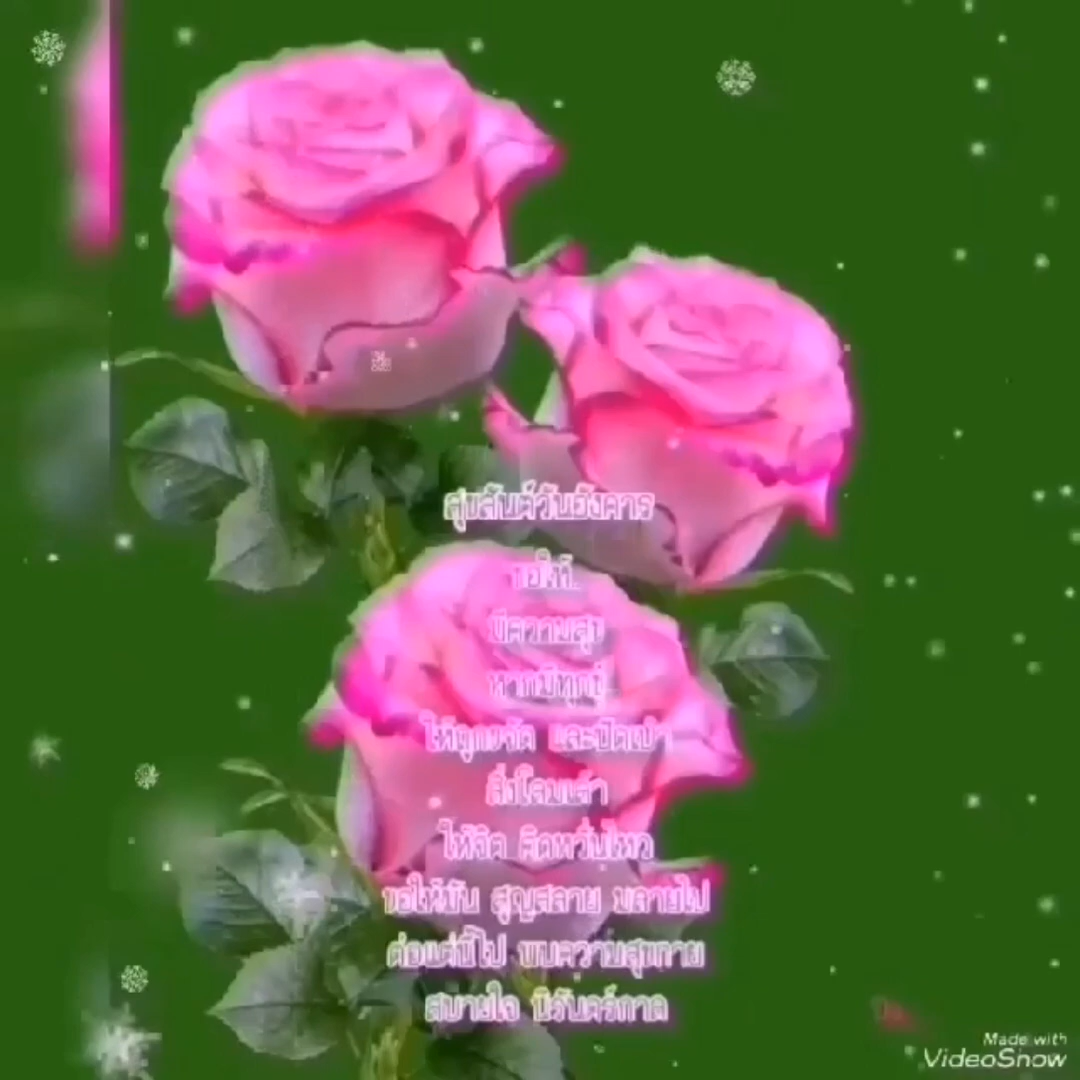 สุขสันต์วันอังคาร
ขอให้
มีความสุข
หากมีทุกข์
ให้ถูกขจัด และปัดเป่า
สิ่งโฉมเศร้า
ให้จิต คิดหวั่นไหว
ขอให้มัน สูญสลาย มลายไป
ต่อแต่นี้ไป พบความสุขกาย
สบายใจ นิรันดร์กาล
Made with
VideoShow